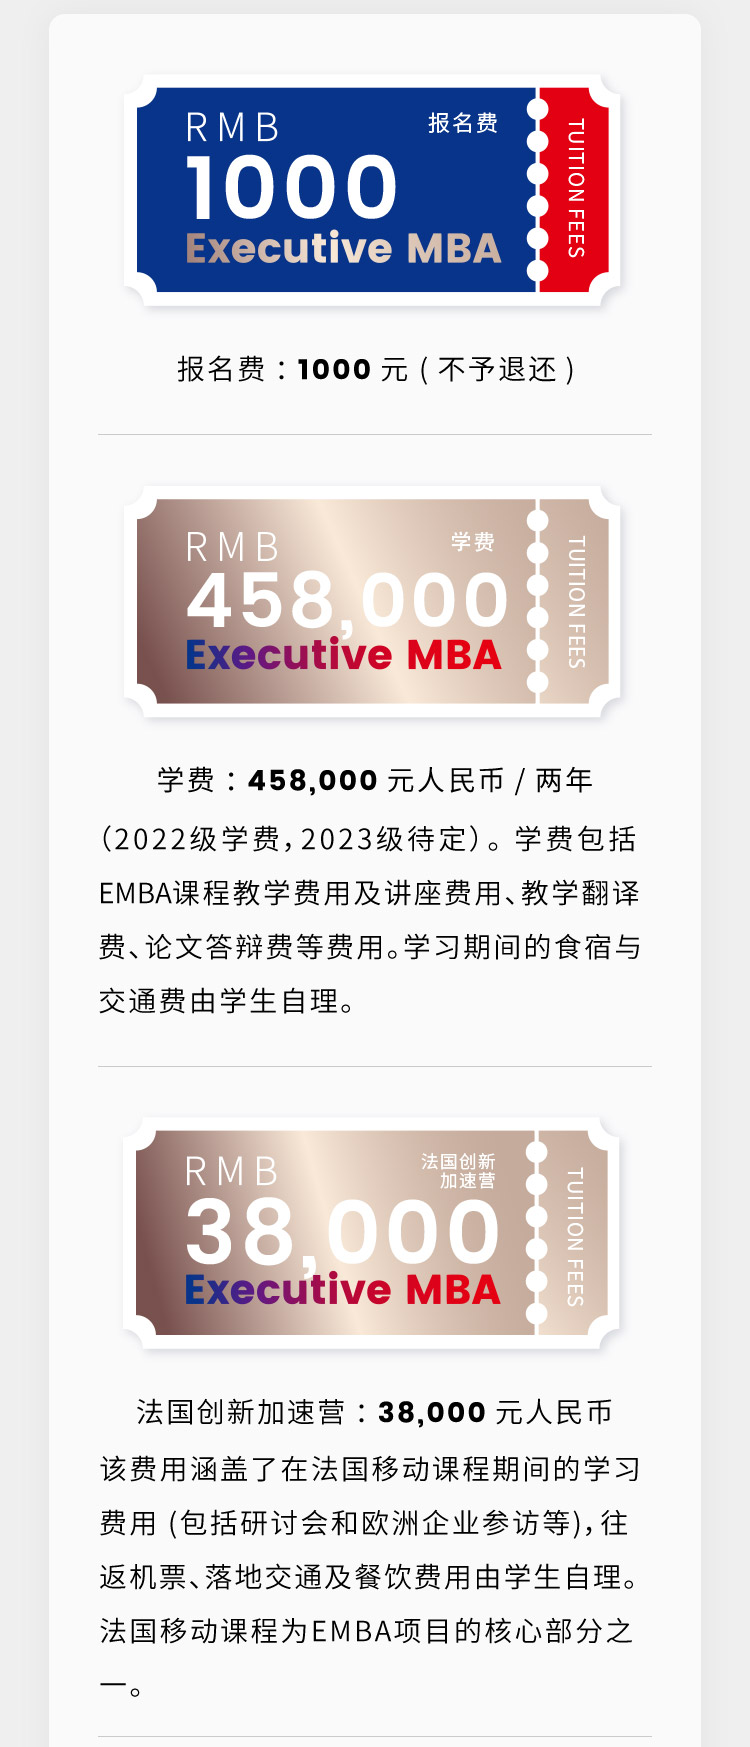 RMB
报名费
1000
Executive MBA
TUITION FEES
报名费：1000 元 ( 不予退还 )
RMB
学费
458,000
Executive MBA
TUITION FEES
学费：458,000 元人民币 / 两年
（2022级学费，2023级待定）。学费包括
EMBA课程教学费用及讲座费用、教学翻译
费、论文答辩费等费用。学习期间的食宿与
交通费由学生自理。
RMB
法国创新
加速营
38,000
Executive MBA
TUITION FEES
法国创新加速营：38,000 元人民币
该费用涵盖了在法国移动课程期间的学习
费用 (包括研讨会和欧洲企业参访等)，往
返机票、落地交通及餐饮费用由学生自理。
法国移动课程为EMBA项目的核心部分之
一。